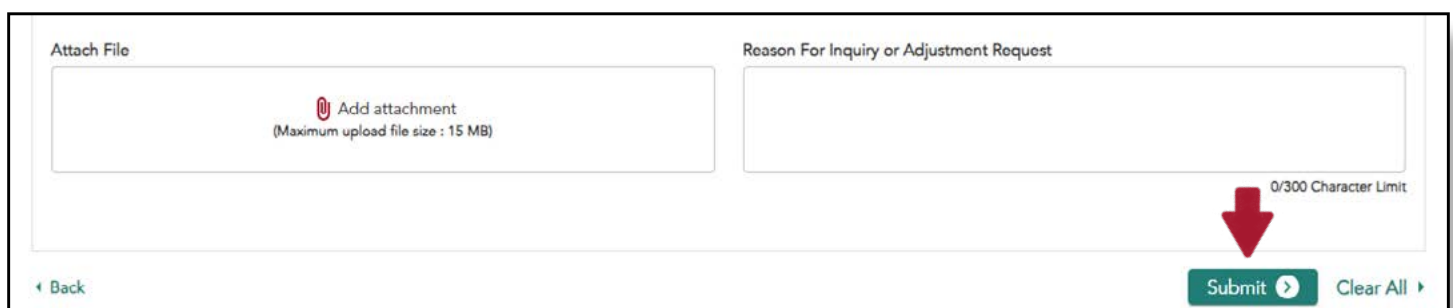 Attach File
Reason For Inquiry or Adjustment Request
Add attachment
(Maximum upload file size : 15 MB)
0/300 Character Limit
Back
Submit
Clear All